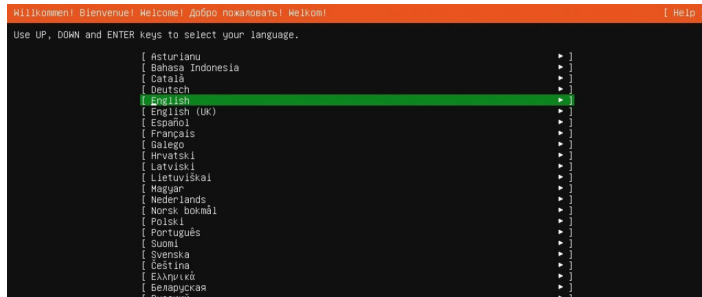 Willkommen! Bienvenue! Welcome! Добро пожаловать! Welkom! [ Help
Use UP, DOWN and ENTER keys to select your language.
[ Asturianu ► ]
[ Bahasa Indonesia ► ]
[ Català ► ]
[ Deutsch ► ]
[ English ► ]
[ English (UK) ► ]
[ Español ► ]
[ Français ► ]
[ Galego ► ]
[ Hrvatski ► ]
[ Latviski ► ]
[ Lietuviškai ► ]
[ Magyar ► ]
[ Nederlands ► ]
[ Norsk bokmål ► ]
[ Polski ► ]
[ Português ► ]
[ Suomi ► ]
[ Svenska ► ]
[ Čeština ► ]
[ Ελληνικά ► ]
[ Беларуская ► ]